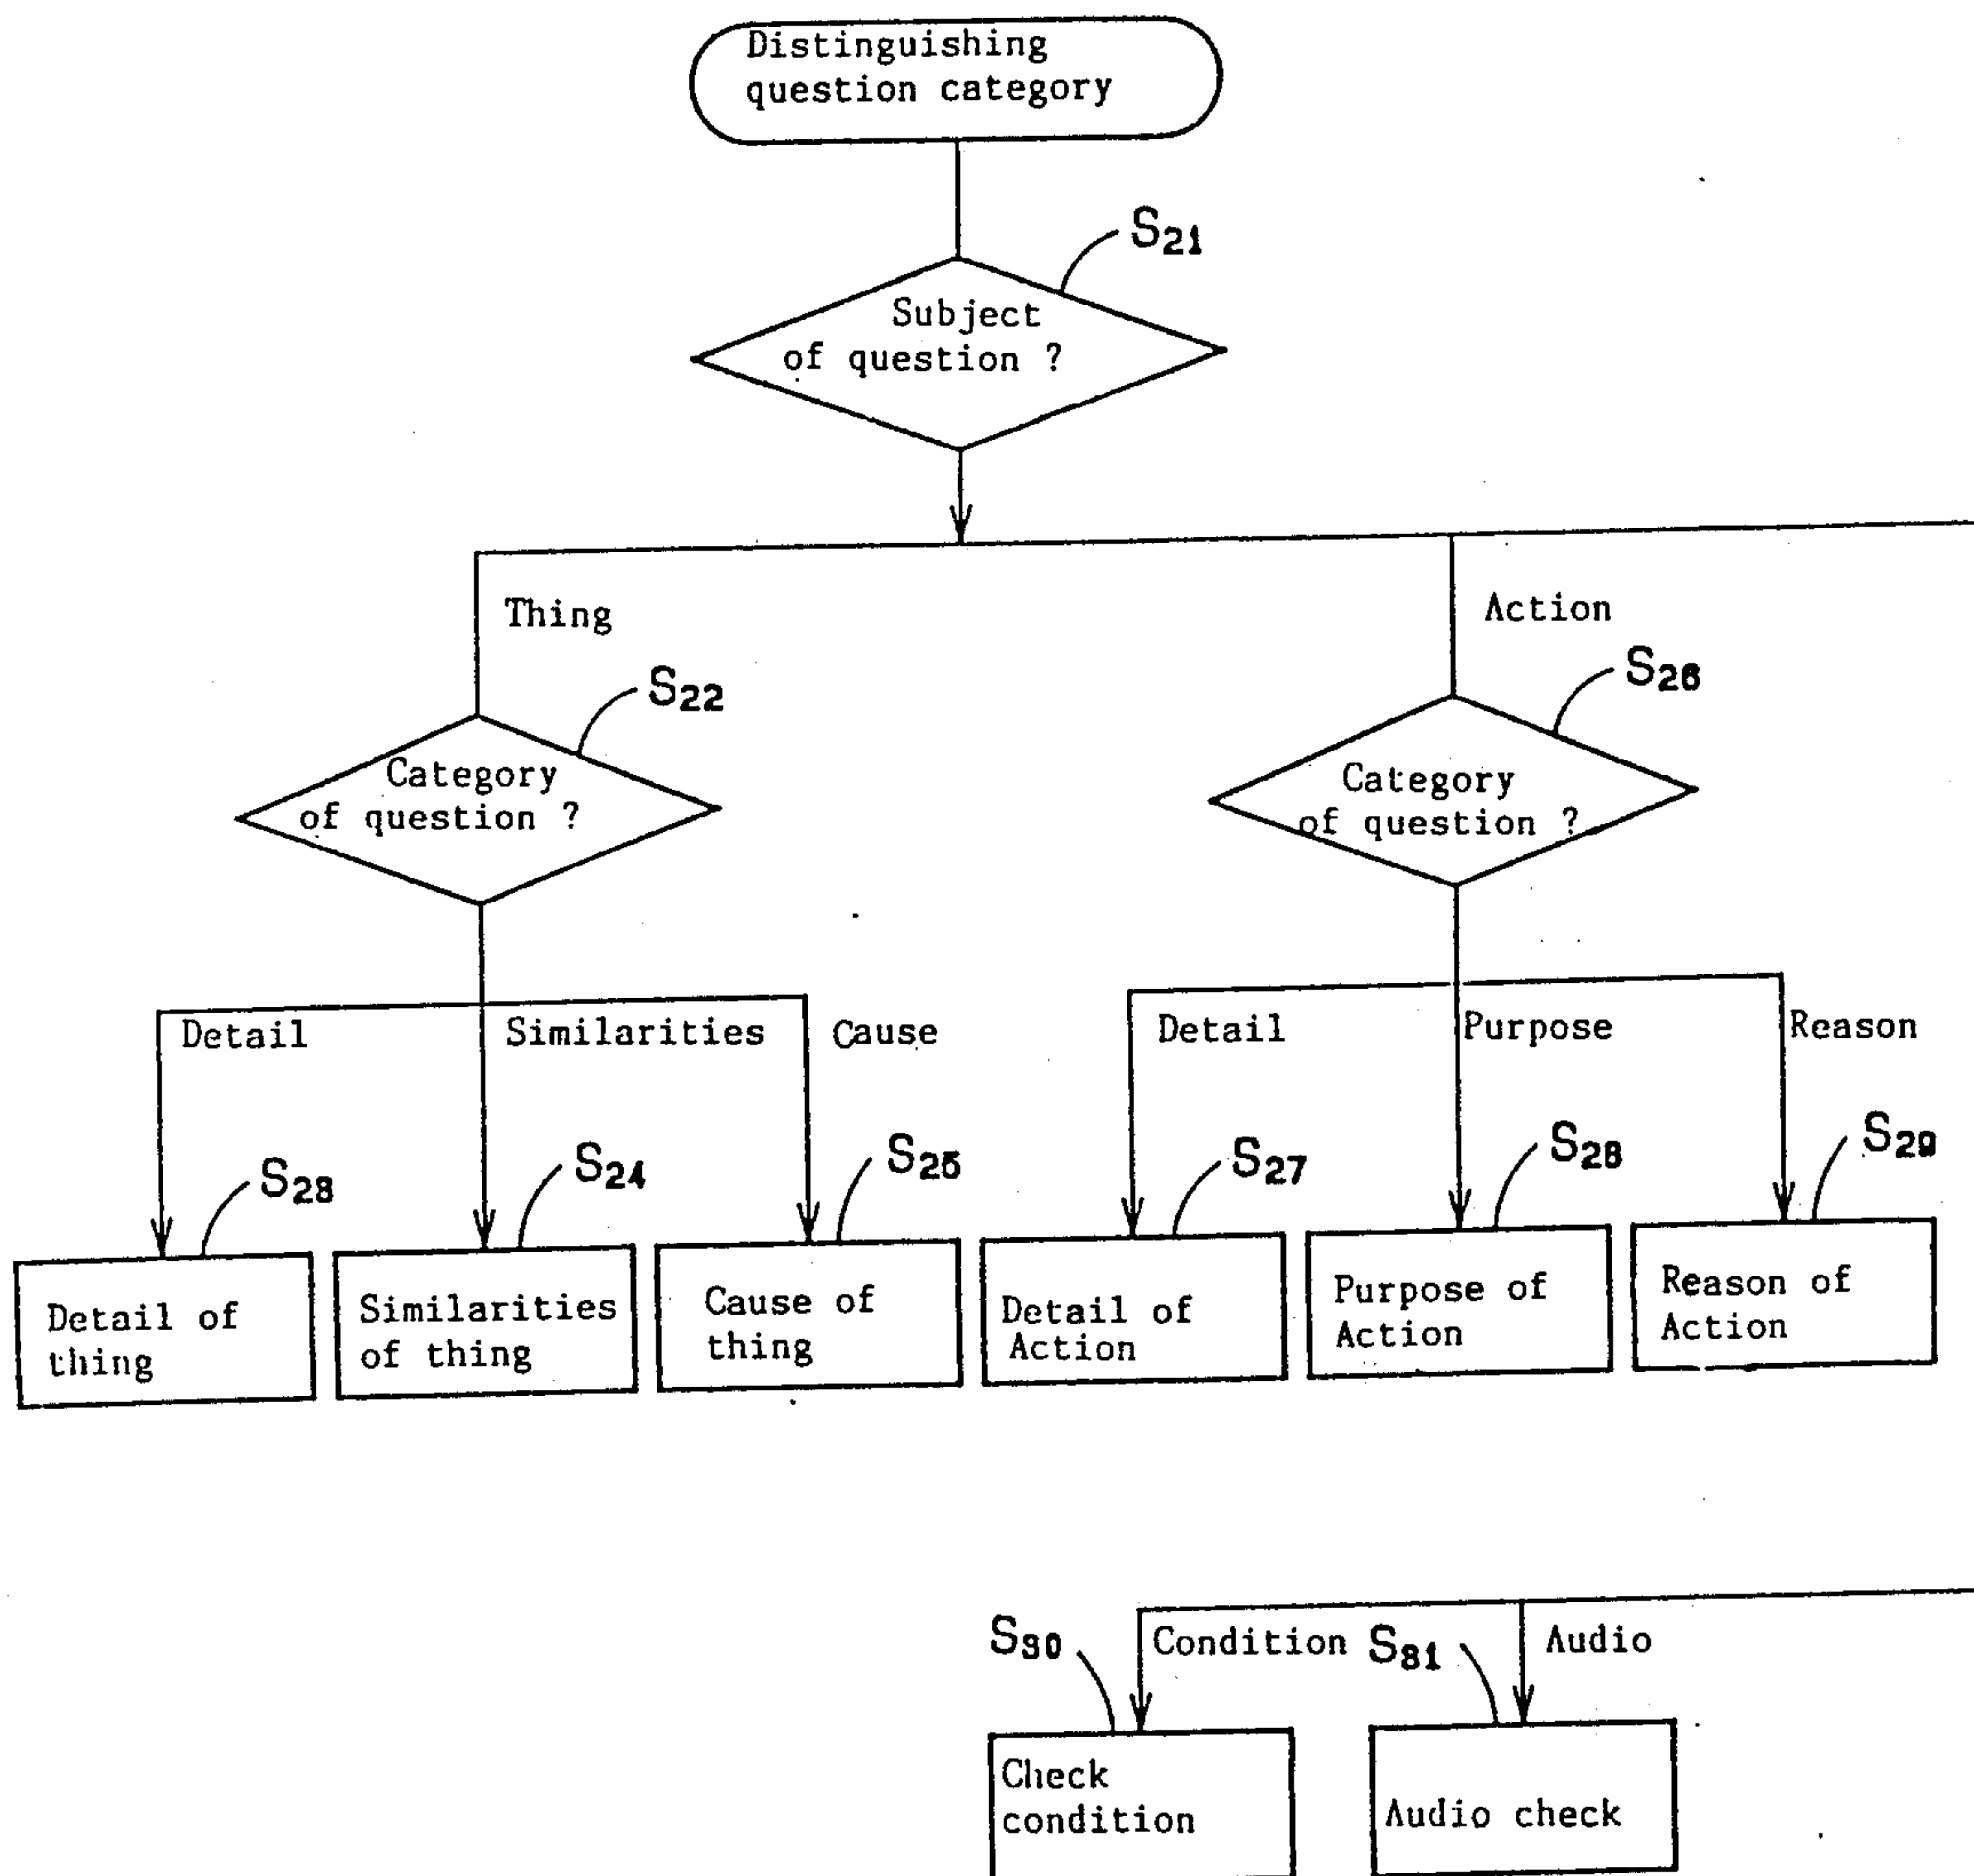 Distinguishing
question category
S21
Subject
of question ?
Thing
Action
S22
S26
Category
of question ?
Category
of question ?
Detail
Similarities
Cause
Detail
Purpose
Reason
S23
S24
S25
S27
S28
S29
Detail of
thing
Similarities
of thing
Cause of
thing
Detail of
Action
Purpose of
Action
Reason of
Action
S30
Condition
S31
Audio
Check
condition
Audio check